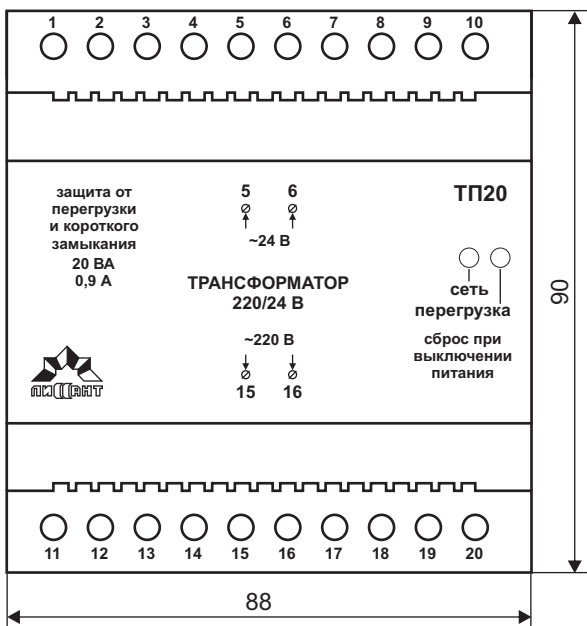 1 2 3 4 5 6 7 8 9 10
защита от
перегрузки
и короткого
замыкания
20 ВА
0,9 А
5 6
~24 В
ТРАНСФОРМАТОР
220/24 В
~220 В
15 16
ТП20
сеть
перегрузка
сброс при
выключении
питания
ЛИССАНТ
11 12 13 14 15 16 17 18 19 20
88
90